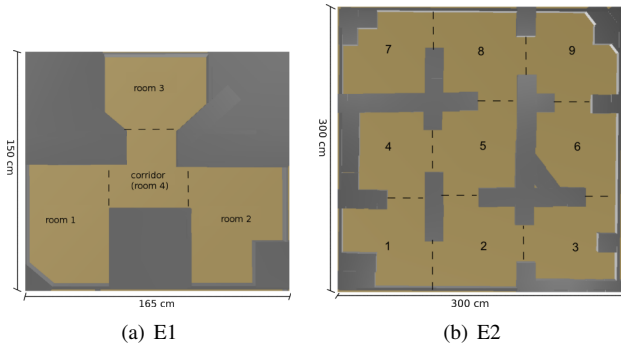 room 3
corridor
(room 4)
room 1
room 2
150 cm
165 cm
(a) E1
7
8
9
4
5
6
1
2
3
300 cm
300 cm
(b) E2